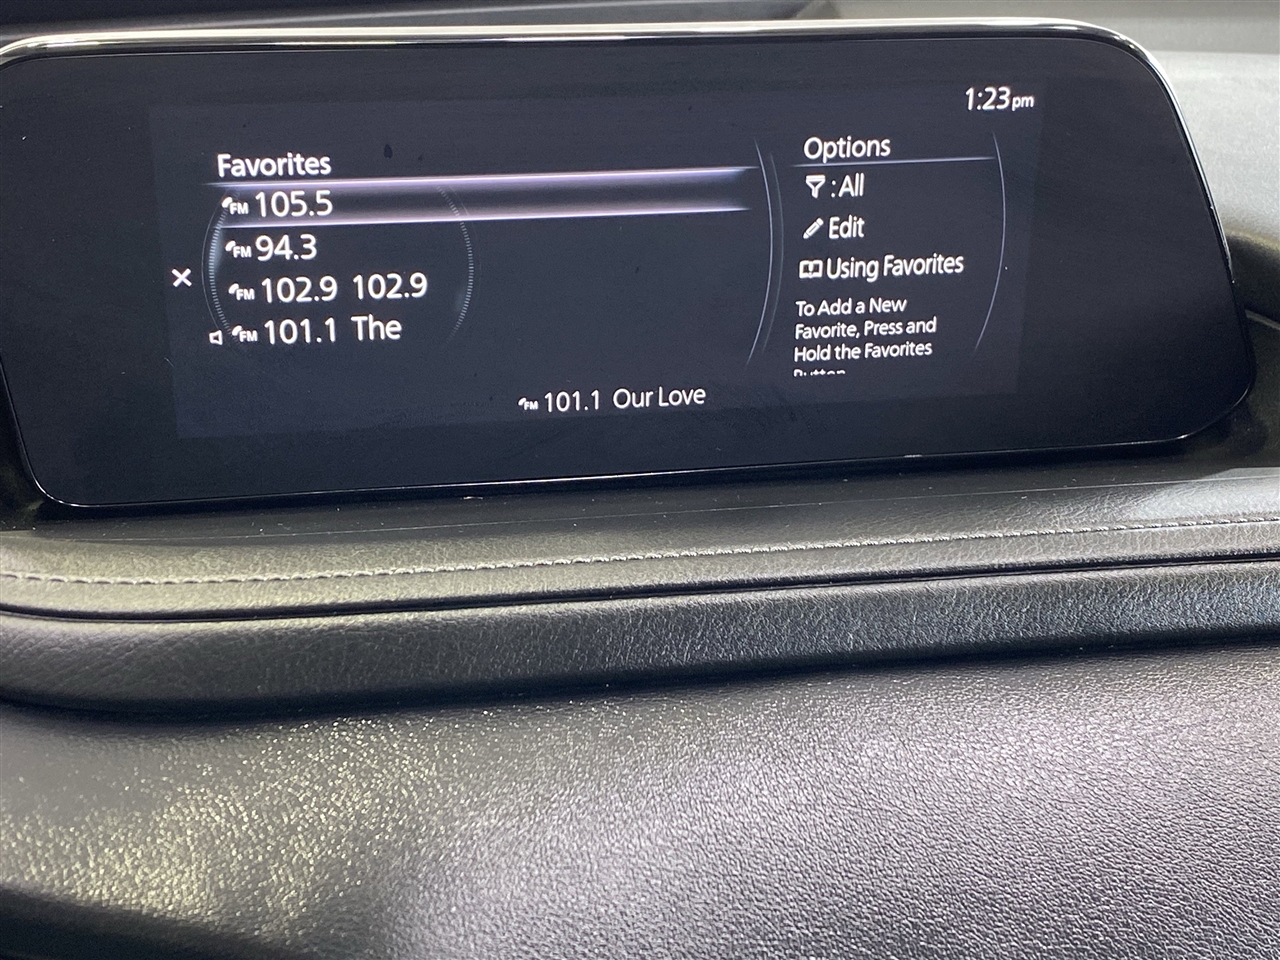 1:23pm
Favorites
FM 105.5
FM 94.3
FM 102.9 102.9
FM 101.1 The
Options
: All
Edit
Using Favorites
To Add a New
Favorite, Press and
Hold the Favorites
FM 101.1 Our Love